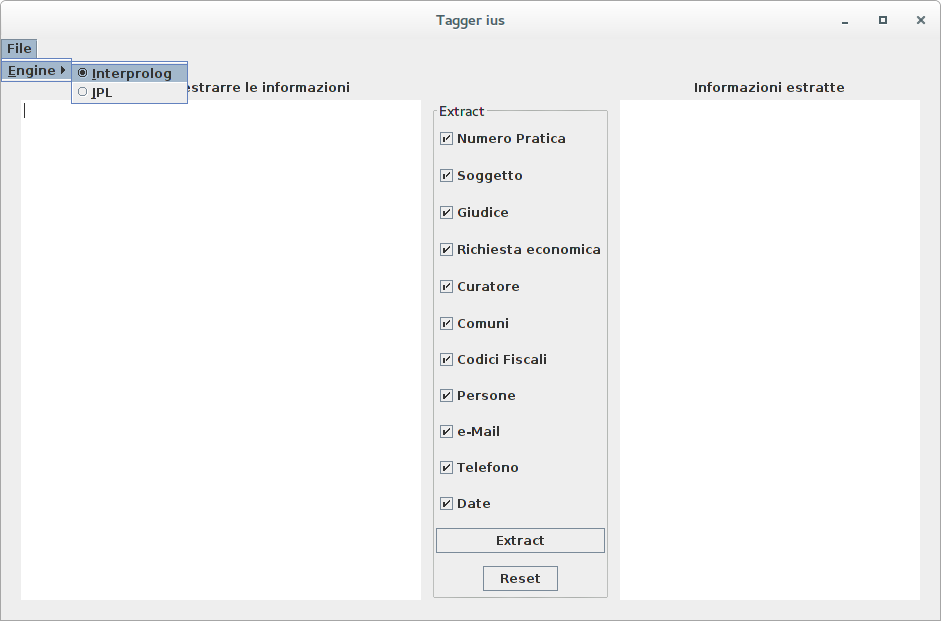 Tagger ius
File
Engine
Interprolog
JPL
estrarre le informazioni
Informazioni estratte
Extract
Numero Pratica
Soggetto
Giudice
Richiesta economica
Curatore
Comuni
Codici Fiscali
Persone
e-Mail
Telefono
Date
Extract
Reset